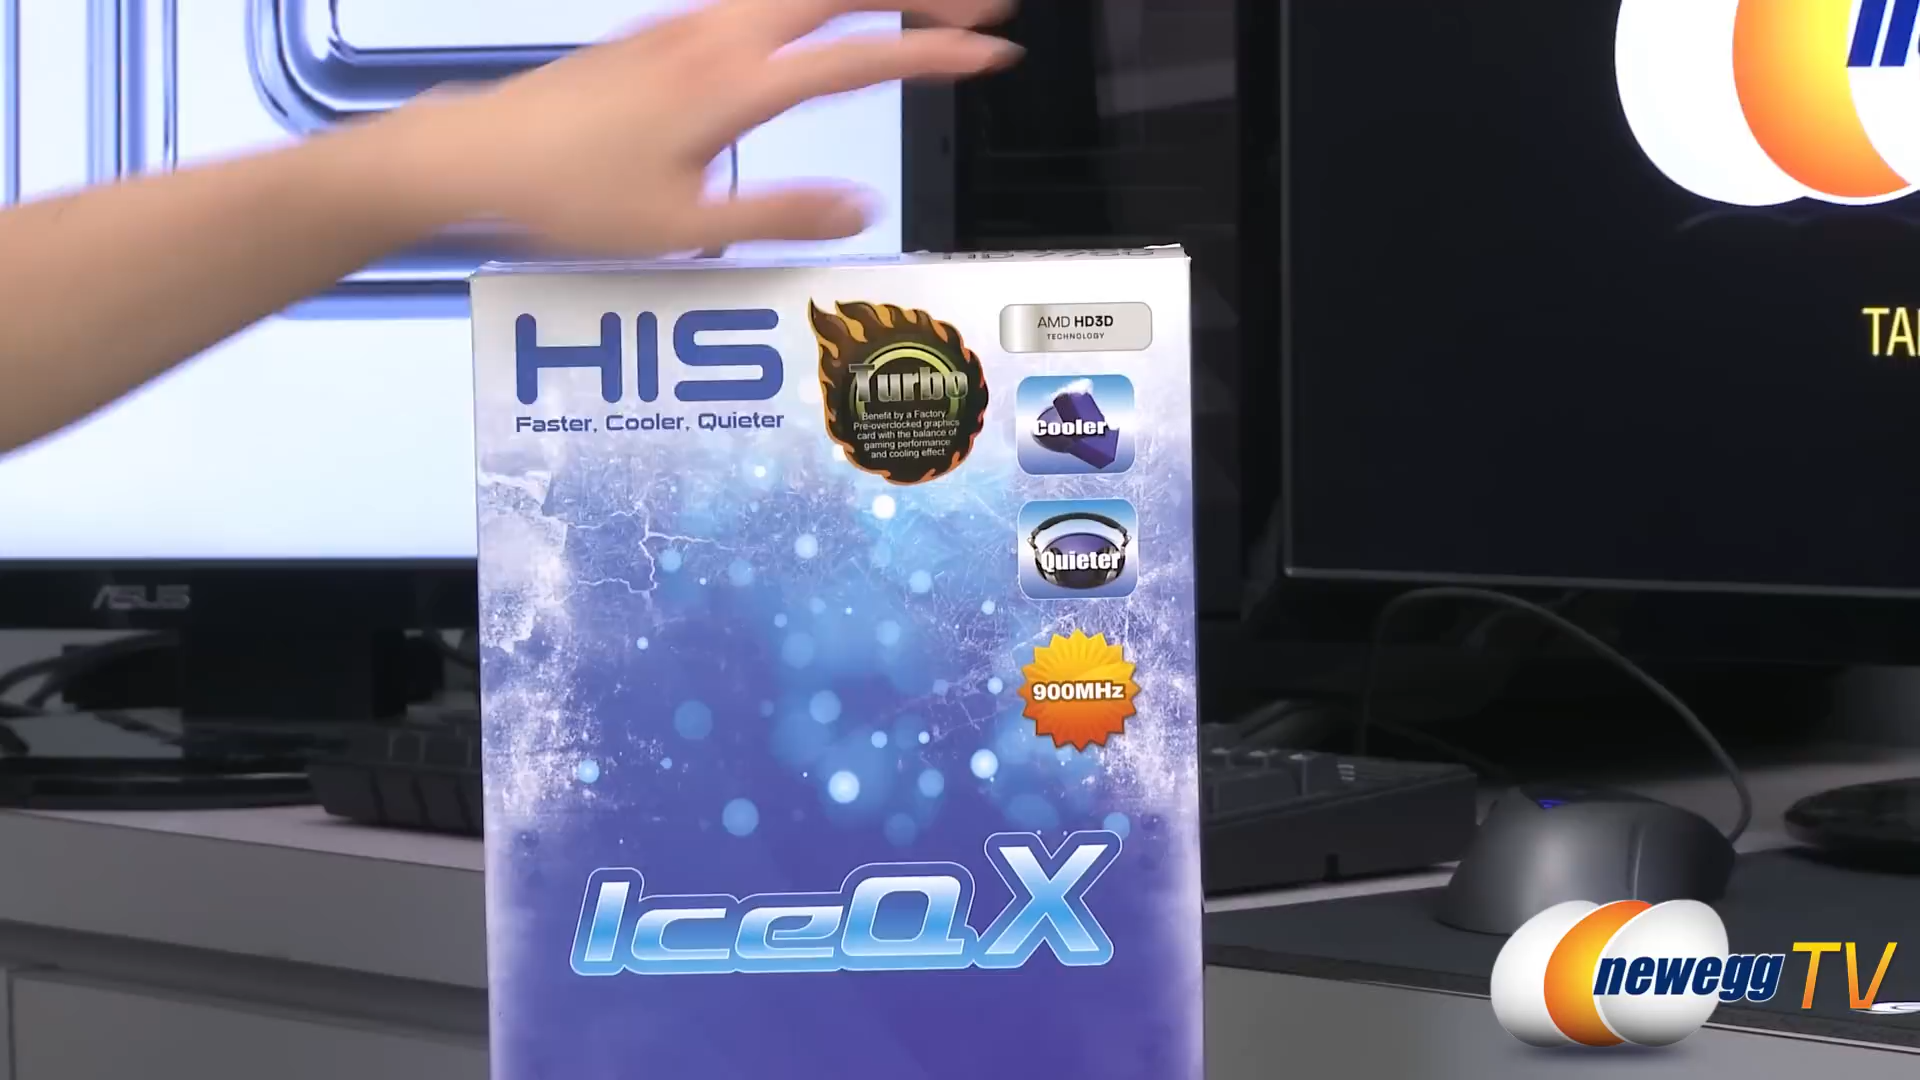 HIS
Faster, Cooler, Quieter
Turbo
Benefit by a Factory
Pre-overclocked graphics
card with the balance of
gaming performance
and cooling effect
AMD HD3D
TECHNOLOGY
Cooler
Quieter
900MHz
IceQ X
ASUS
newegg TV